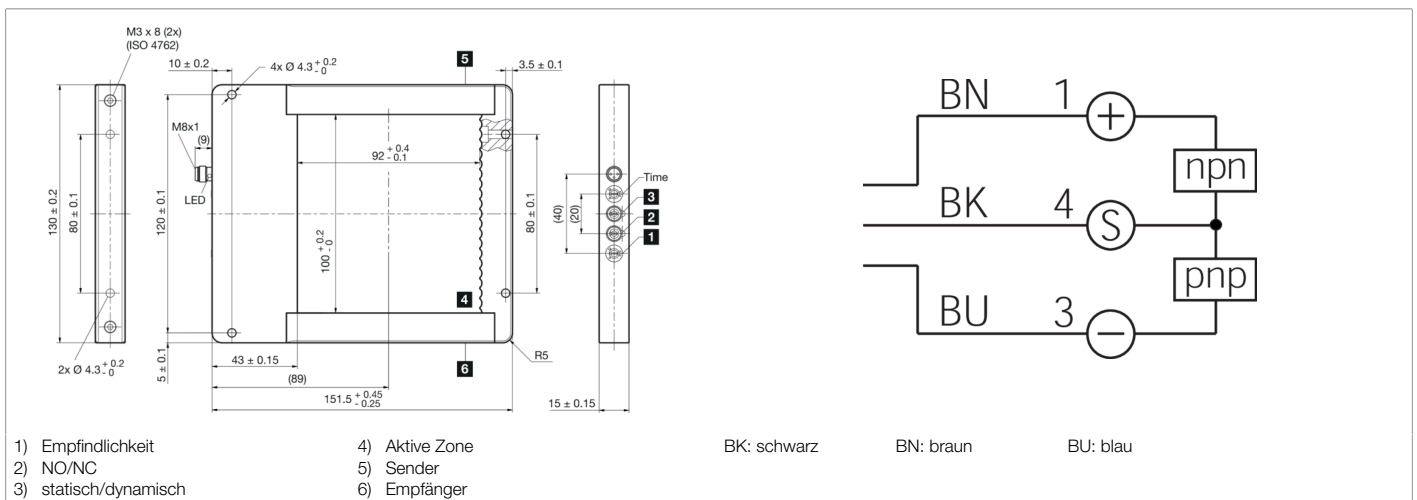 M3 x 8 (2x)
(ISO 4762)
10 ± 0.2
4x Ø 4.3 + 0.2 - 0
5
3.5 ± 0.1
M8x1
(9)
LED
92 + 0.4 - 0.1
130 ± 0.2
80 ± 0.1
120 ± 0.1
100 + 0.2 - 0
80 ± 0.1
(40)
(20)
Time
3
2
1
4
2x Ø 4.3 + 0.2 - 0
5 ± 0.1
43 ± 0.15
(89)
151.5 + 0.45 - 0.25
6
R5
15 ± 0.15
BN 1 +
npn
BK 4 S
pnp
BU 3 −
1) Empfindlichkeit
2) NO/NC
3) statisch/dynamisch
4) Aktive Zone
5) Sender
6) Empfänger
BK: schwarz BN: braun BU: blau